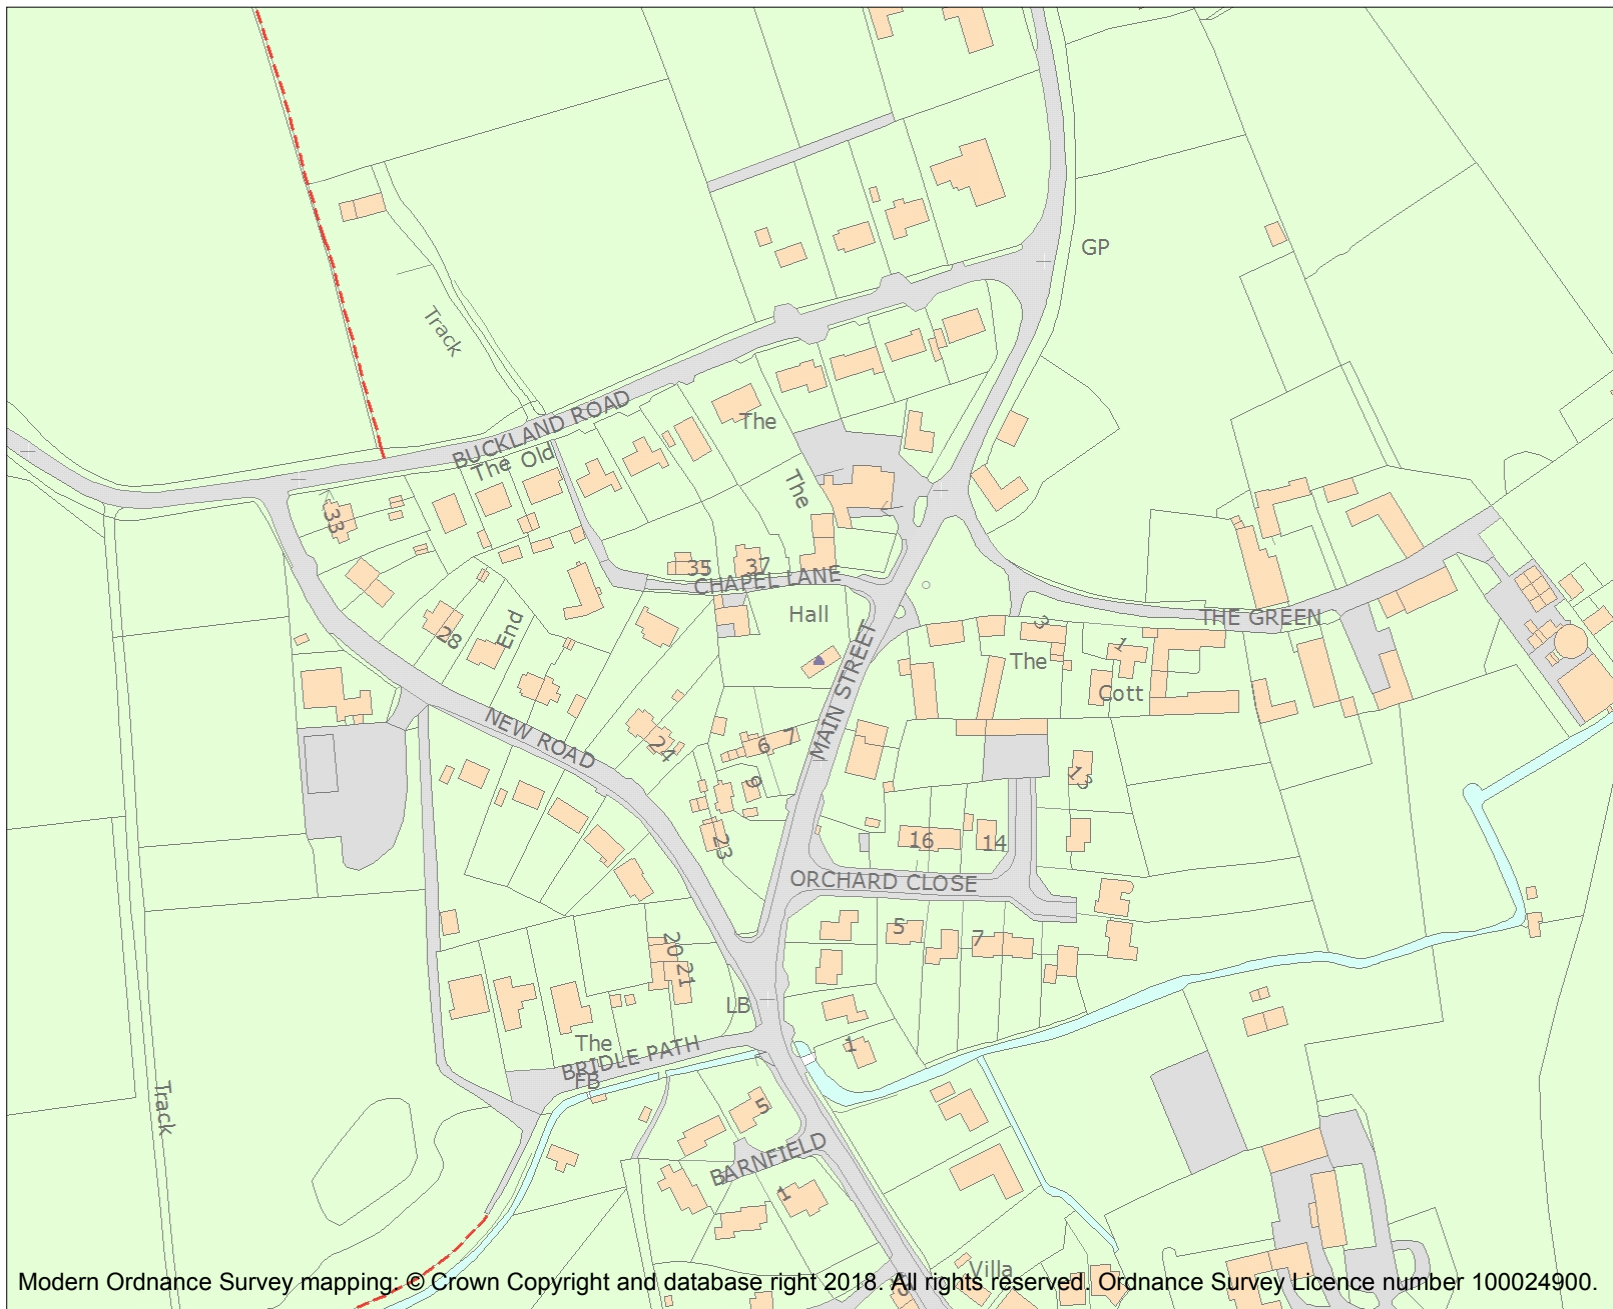 GP
Track
BUCKLAND ROAD
The Old
The
The
33
35
37
CHAPEL LANE
Hall
THE GREEN
3
1
The
Cott
28
End
MAIN STREET
NEW ROAD
24
6
7
9
13
23
16
14
ORCHARD CLOSE
5
7
20
21
LB
The
BRIDLE PATH
FB
1
Track
5
BARNFIELD
1
Villa
Modern Ordnance Survey mapping: © Crown Copyright and database right 2018. All rights reserved. Ordnance Survey Licence number 100024900.